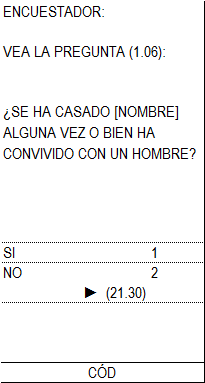 ENCUESTADOR:
VEA LA PREGUNTA (1.06):
¿SE HA CASADO [NOMBRE]
ALGUNA VEZ O BIEN HA
CONVIVIDO CON UN HOMBRE?
SI 1
NO 2
► (21.30)
CÓD